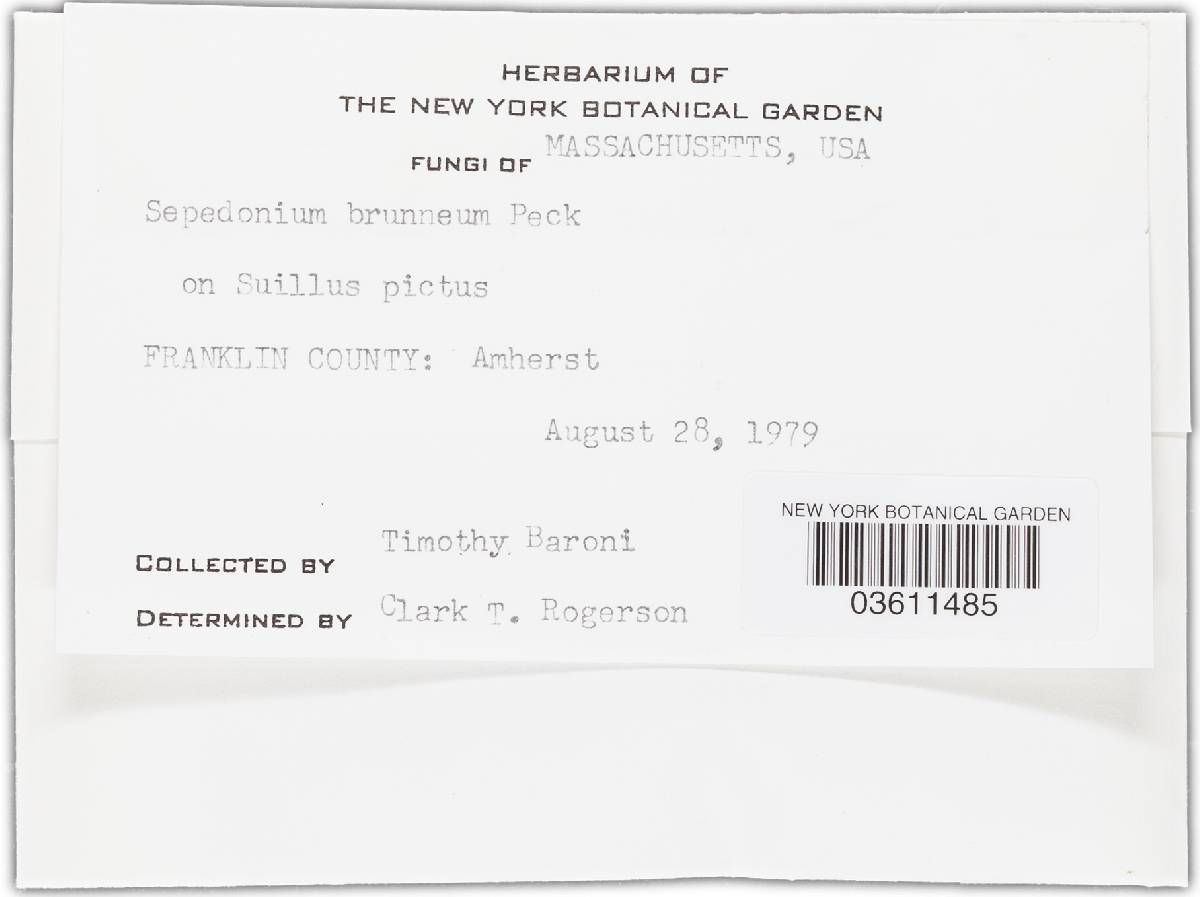 HERBARIUM OF
THE NEW YORK BOTANICAL GARDEN
FUNGI OF MASSACHUSETTS, USA
Sepedonium brunneum Peck
on Suillus pictus
FRANKLIN COUNTY: Amherst
August 28, 1979
COLLECTED BY Timothy Baroni
DETERMINED BY Clark T. Rogerson
NEW YORK BOTANICAL GARDEN
03611485